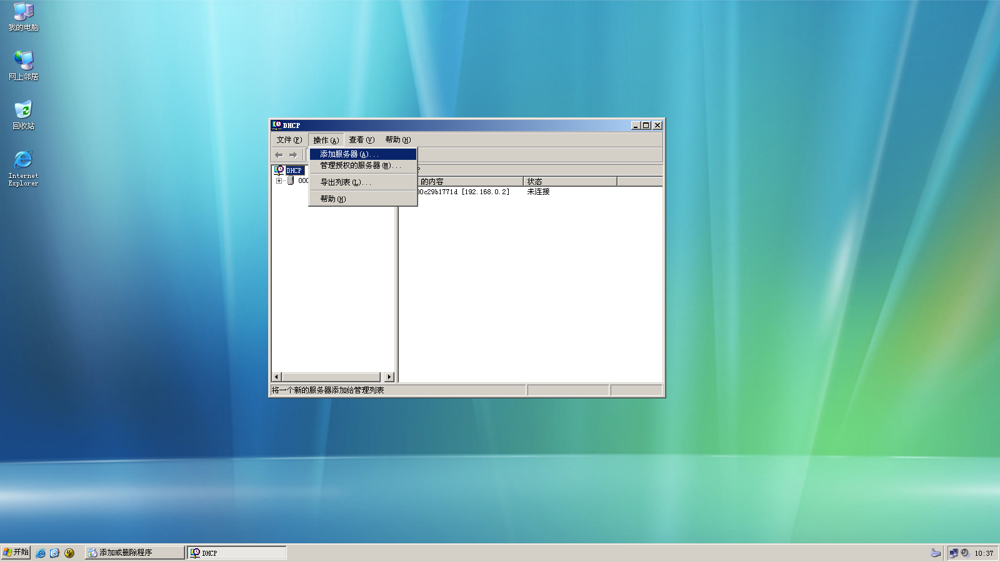 我的电脑
网上邻居
回收站
Internet
Explorer
DHCP
文件(F) 操作(A) 查看(V) 帮助(H)
添加服务器(A)...
管理授权的服务器(M)...
导出列表(L)...
帮助(H)
DHCP
000
的内容 状态
0c29b1771d [192.168.0.2] 未连接
将一个新的服务器添加给管理列表
开始 添加或删除程序 DHCP 10:37